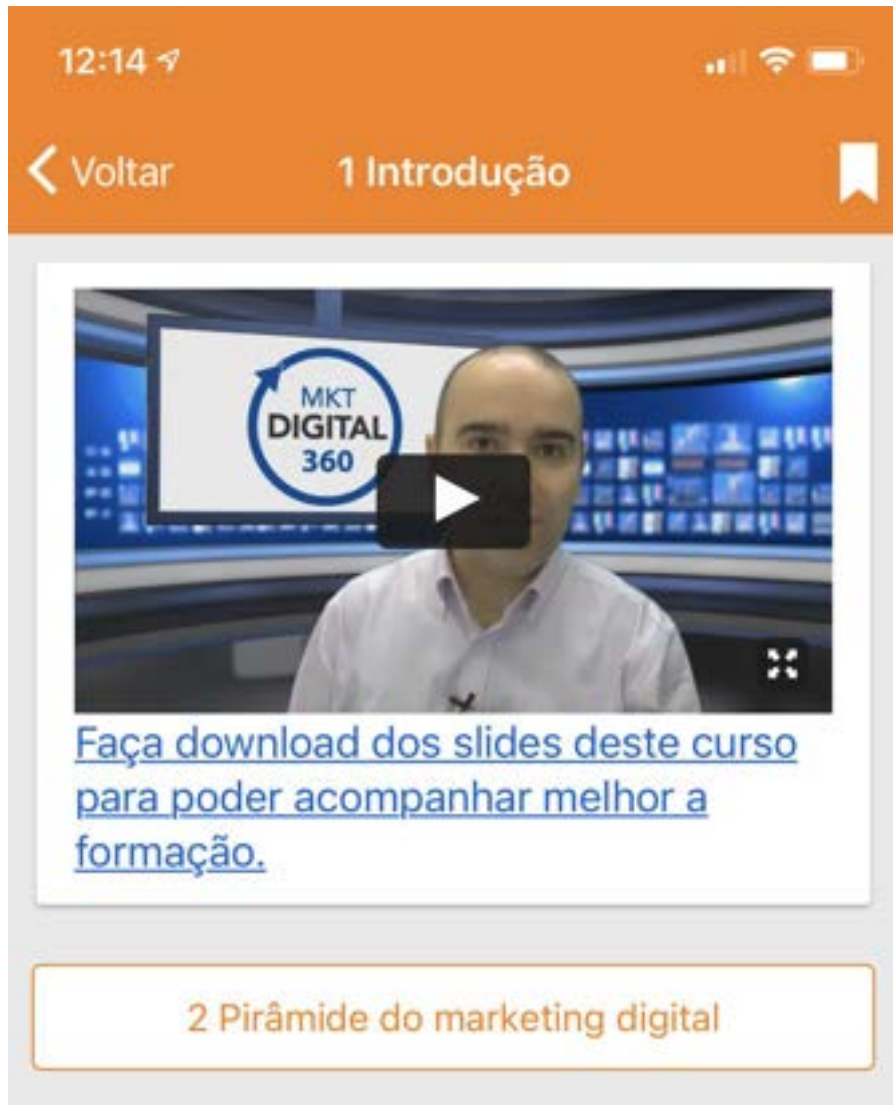 12:14
Voltar
1 Introdução
MKT
DIGITAL
360
Faça download dos slides deste curso
para poder acompanhar melhor a
formação.
2 Pirâmide do marketing digital